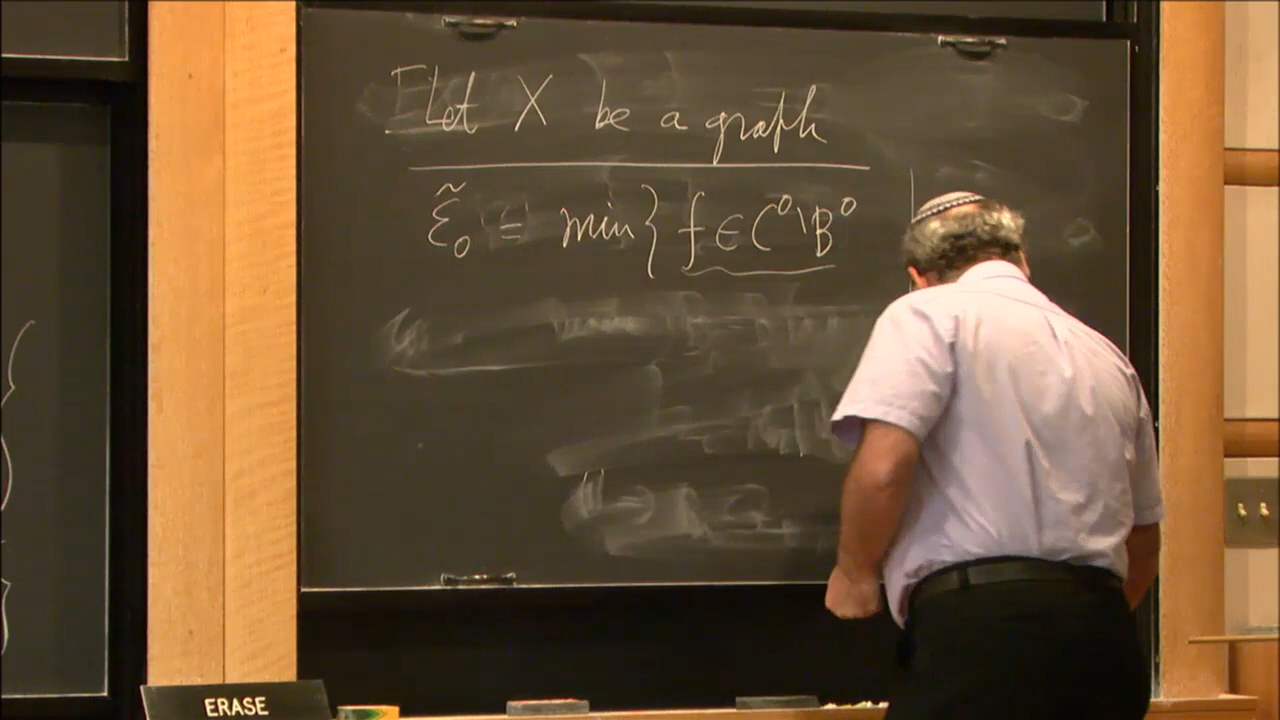 Let X be a graph
ε̃₀ = min { f ∈ C⁰ \ B⁰
ERASE